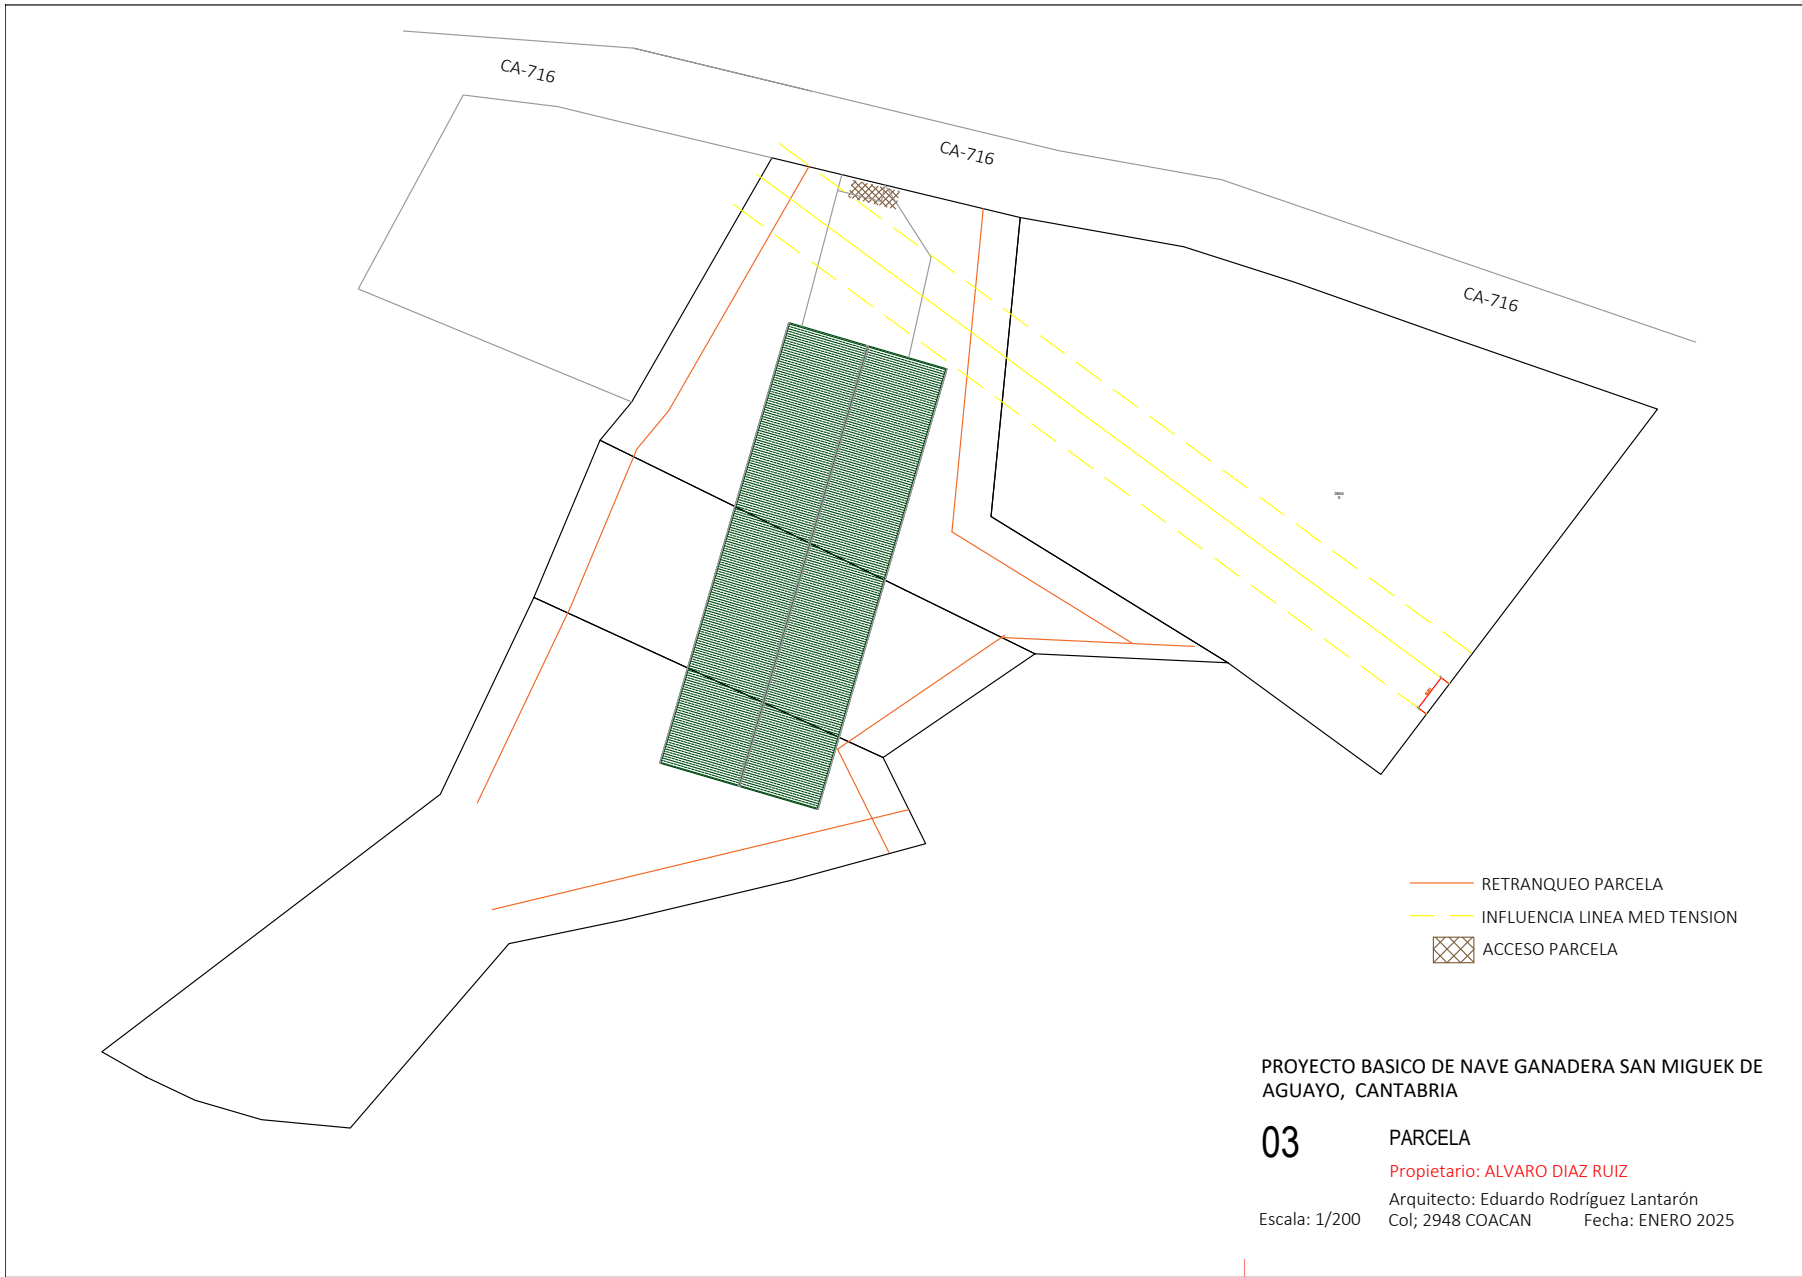 CA-716
CA-716
CA-716
RETRANQUEO PARCELA
INFLUENCIA LINEA MED TENSION
ACCESO PARCELA
PROYECTO BASICO DE NAVE GANADERA SAN MIGUEK DE
AGUAYO, CANTABRIA
03
PARCELA
Propietario: ALVARO DIAZ RUIZ
Arquitecto: Eduardo Rodríguez Lantarón
Escala: 1/200 Col; 2948 COACAN Fecha: ENERO 2025